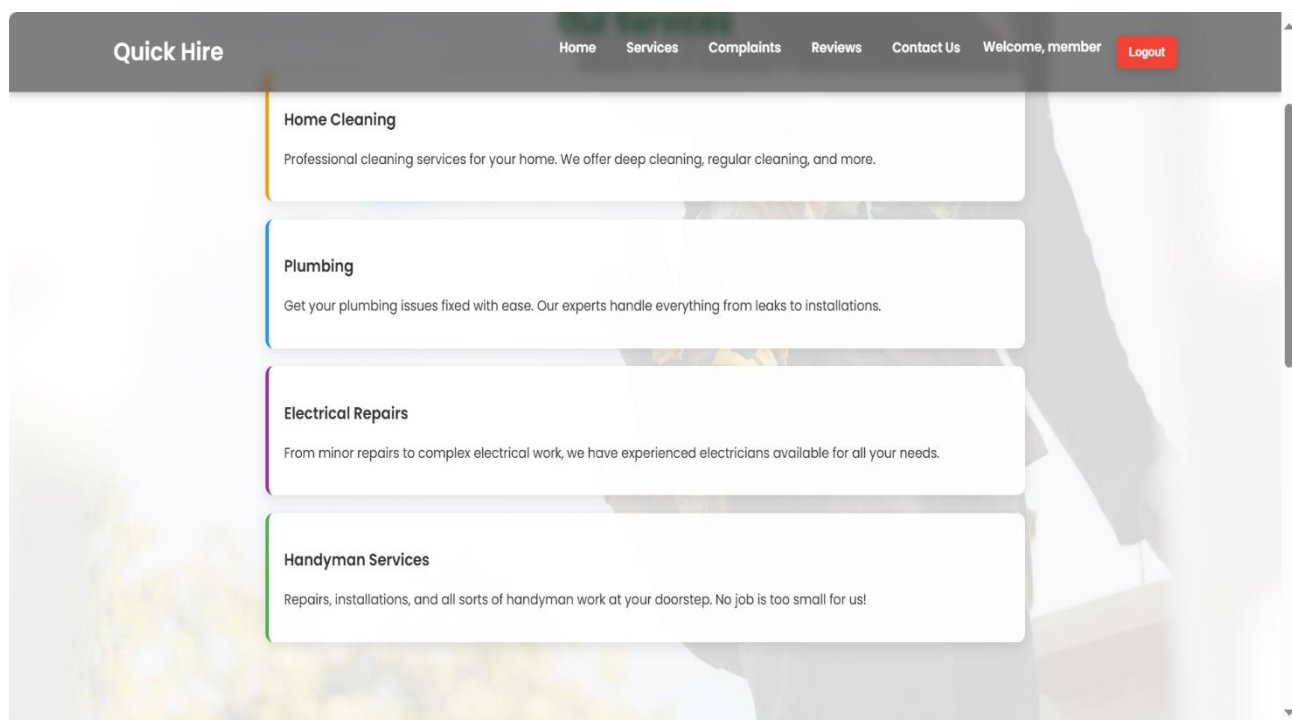 Our Services
Quick Hire
Home Services Complaints Reviews Contact Us Welcome, member Logout
Home Cleaning
Professional cleaning services for your home. We offer deep cleaning, regular cleaning, and more.
Plumbing
Get your plumbing issues fixed with ease. Our experts handle everything from leaks to installations.
Electrical Repairs
From minor repairs to complex electrical work, we have experienced electricians available for all your needs.
Handyman Services
Repairs, installations, and all sorts of handyman work at your doorstep. No job is too small for us!